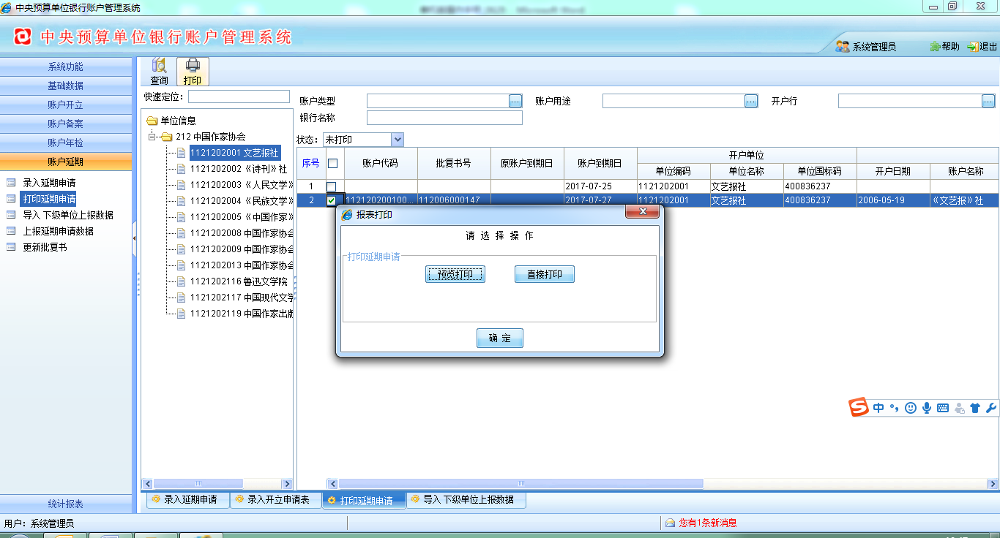 中央预算单位银行账户管理系统
中央预算单位银行账户管理系统
系统管理员 帮助 退出
系统功能
基础数据
账户开立
账户备案
账户年检
账户延期
录入延期申请
打印延期申请
导入下级单位上报数据
上报延期申请数据
更新批复书
统计报表
查询 打印
快速定位:
单位信息
212 中国作家协会
1121202001 文艺报社
1121202002《诗刊》社
1121202003《人民文学》
1121202004《民族文学》
1121202005《中国作家》
1121202008 中国作家协会
1121202009 中国作家协会
1121202013 中国作家协会
1121202116 鲁迅文学院
1121202117 中国现代文学
1121202119 中国作家出版
账户类型 账户用途 开户行
银行名称
状态: 未打印
序号 账户代码 批复书号 原账户到期日 账户到期日 开户单位
单位编码 单位名称 单位国标码 开户日期 账户名称
1 2017-07-25 1121202001 文艺报社 400836237
2 112120200100... 112006000147 2017-07-27 1121202001 文艺报社 400836237 2006-05-19 《文艺报》社
报表打印
请 选 择 操 作
打印延期申请
预览打印 直接打印
确 定
中
录入延期申请 录入开立申请表 打印延期申请 导入下级单位上报数据
用户: 系统管理员 您有1条新消息